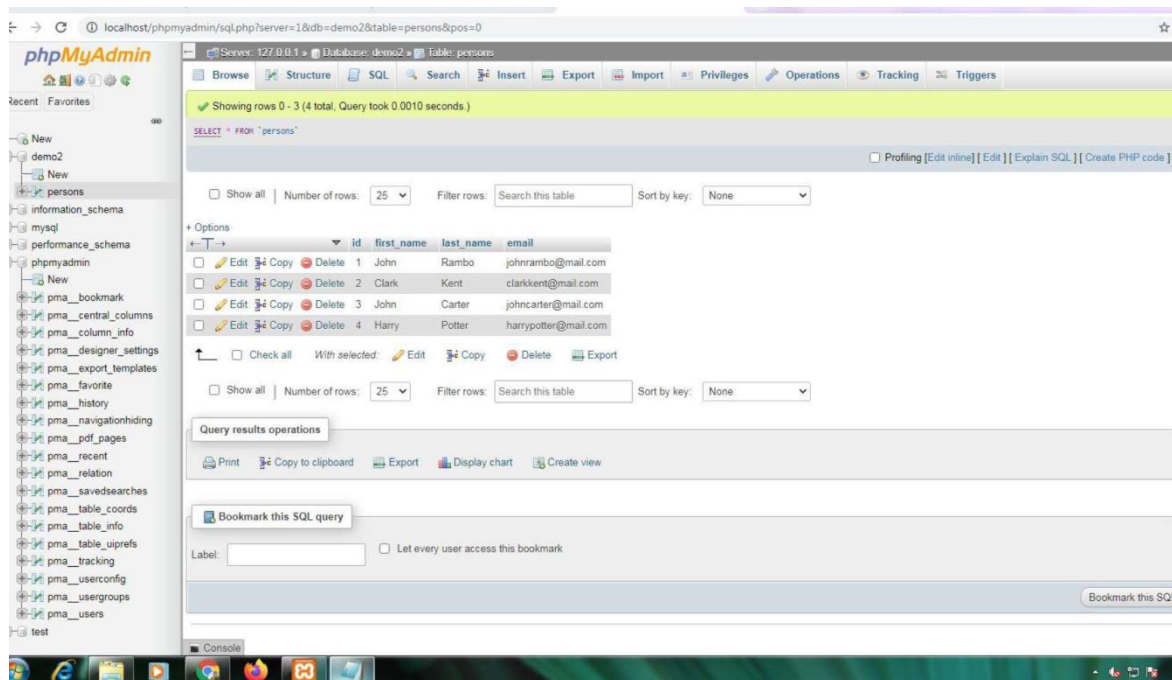 localhost/phpmyadmin/sql.php?server=1&db=demo2&table=persons&pos=0
phpMyAdmin
Recent Favorites
New
demo2
New
persons
information_schema
mysql
performance_schema
phpmyadmin
New
pma__bookmark
pma__central_columns
pma__column_info
pma__designer_settings
pma__export_templates
pma__favorite
pma__history
pma__navigationhiding
pma__pdf_pages
pma__recent
pma__relation
pma__savedsearches
pma__table_coords
pma__table_info
pma__table_uiprefs
pma__tracking
pma__userconfig
pma__usergroups
pma__users
test
Server: 127.0.0.1 » Database: demo2 » Table: persons
Browse Structure SQL Search Insert Export Import Privileges Operations Tracking Triggers
Showing rows 0 - 3 (4 total, Query took 0.0010 seconds.)
SELECT * FROM `persons`
Profiling [Edit inline] [ Edit ] [ Explain SQL ] [ Create PHP code ]
Show all | Number of rows: 25 Filter rows: Search this table Sort by key: None
+ Options
id first_name last_name email
Edit Copy Delete 1 John Rambo johnrambo@mail.com
Edit Copy Delete 2 Clark Kent clarkkent@mail.com
Edit Copy Delete 3 John Carter johncarter@mail.com
Edit Copy Delete 4 Harry Potter harrypotter@mail.com
Check all With selected: Edit Copy Delete Export
Show all | Number of rows: 25 Filter rows: Search this table Sort by key: None
Query results operations
Print Copy to clipboard Export Display chart Create view
Bookmark this SQL query
Label: Let every user access this bookmark
Bookmark this SQ
Console